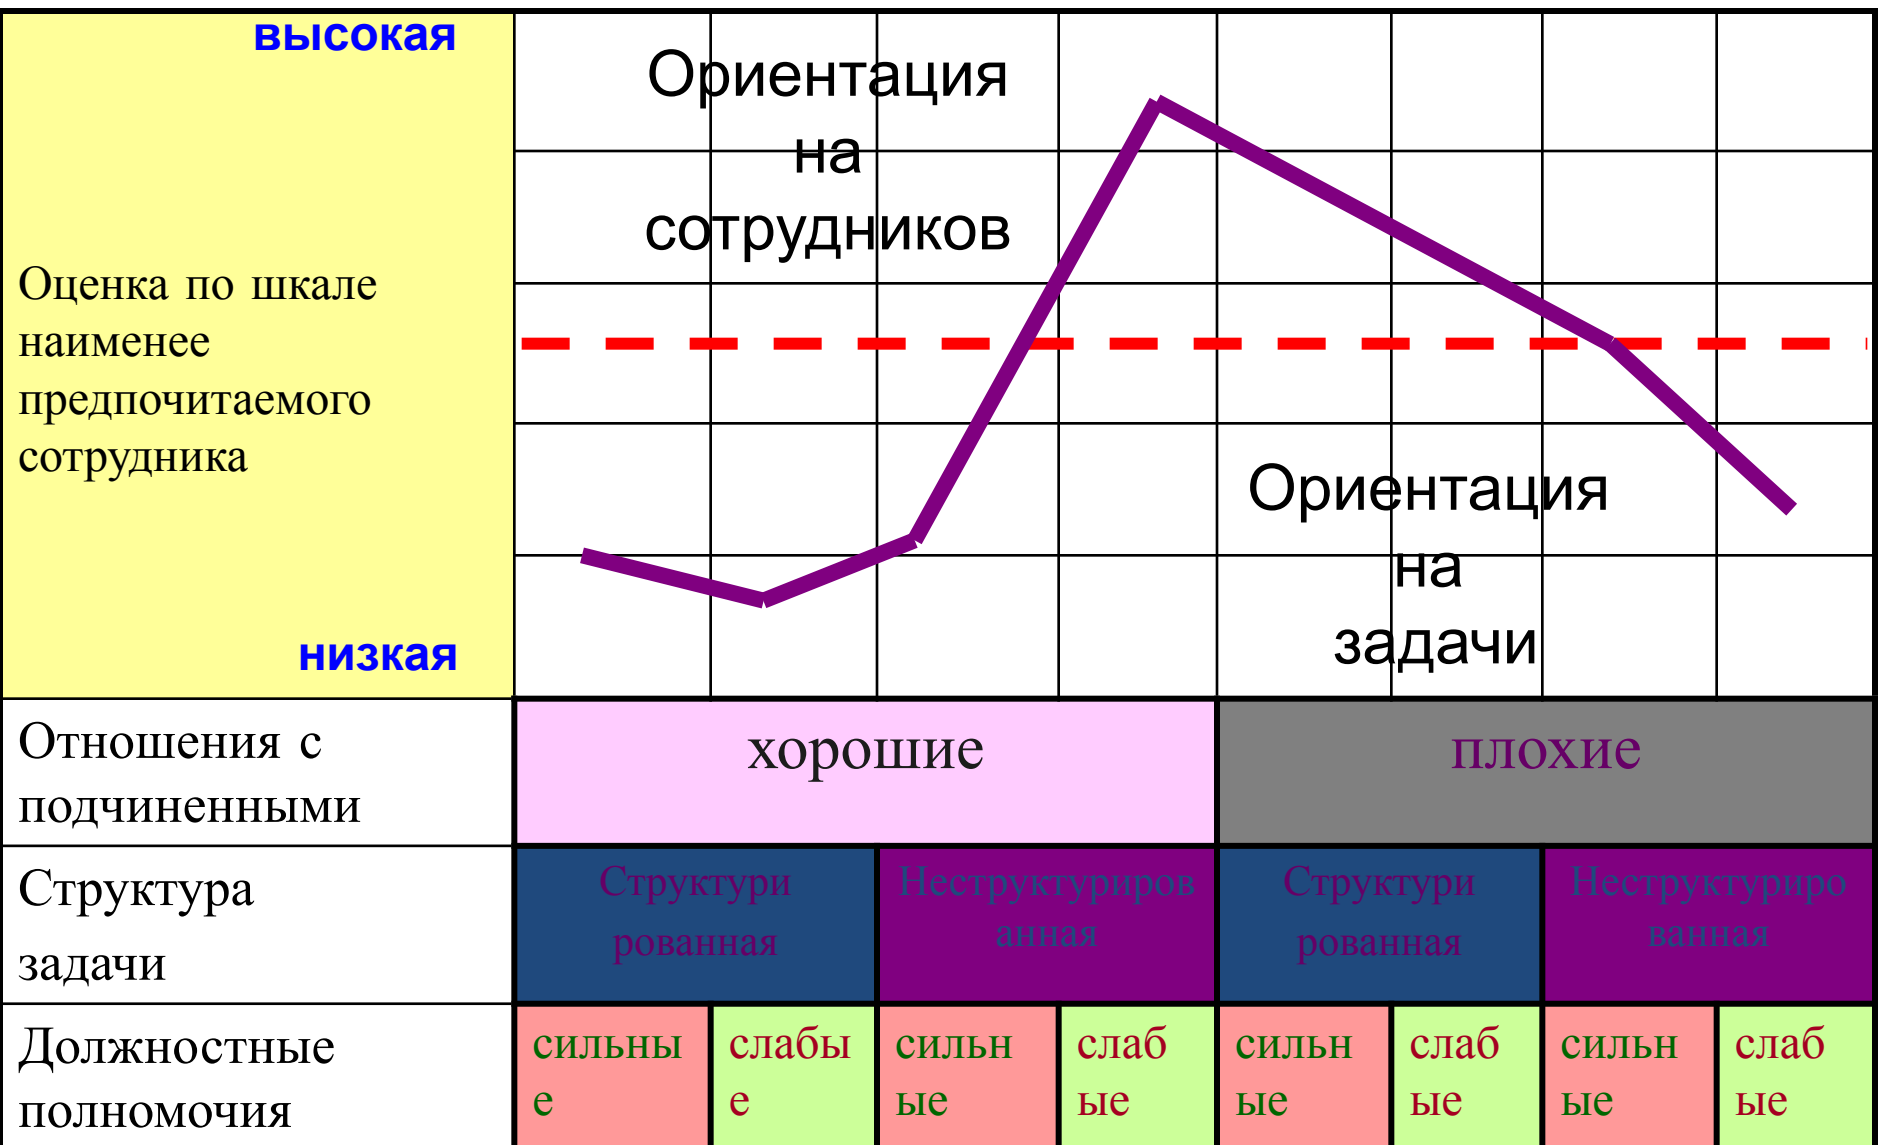 высокая
Ориентация
на
сотрудников
Оценка по шкале
наименее
предпочитаемого
сотрудника
Ориентация
на
задачи
низкая
Отношения с
подчиненными
хорошие
плохие
Структура
задачи
Структури
рованная
Неструктуриров
анная
Структури
рованная
Неструктуриро
ванная
Должностные
полномочия
сильны
е
слабы
е
сильн
ые
слаб
ые
сильн
ые
слаб
ые
сильн
ые
слаб
ые